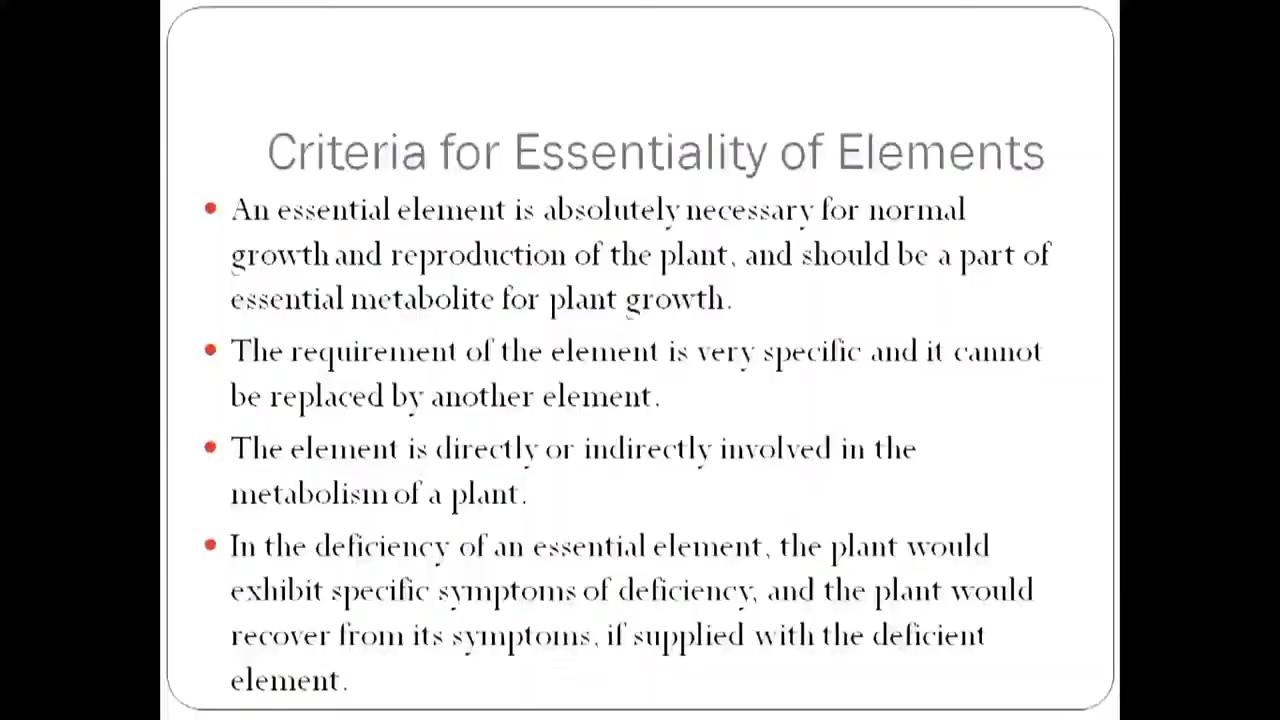 Criteria for Essentiality of Elements
• An essential element is absolutely necessary for normal
growth and reproduction of the plant, and should be a part of
essential metabolite for plant growth.
• The requirement of the element is very specific and it cannot
be replaced by another element.
• The element is directly or indirectly involved in the
metabolism of a plant.
• In the deficiency of an essential element, the plant would
exhibit specific symptoms of deficiency, and the plant would
recover from its symptoms, if supplied with the deficient
element.